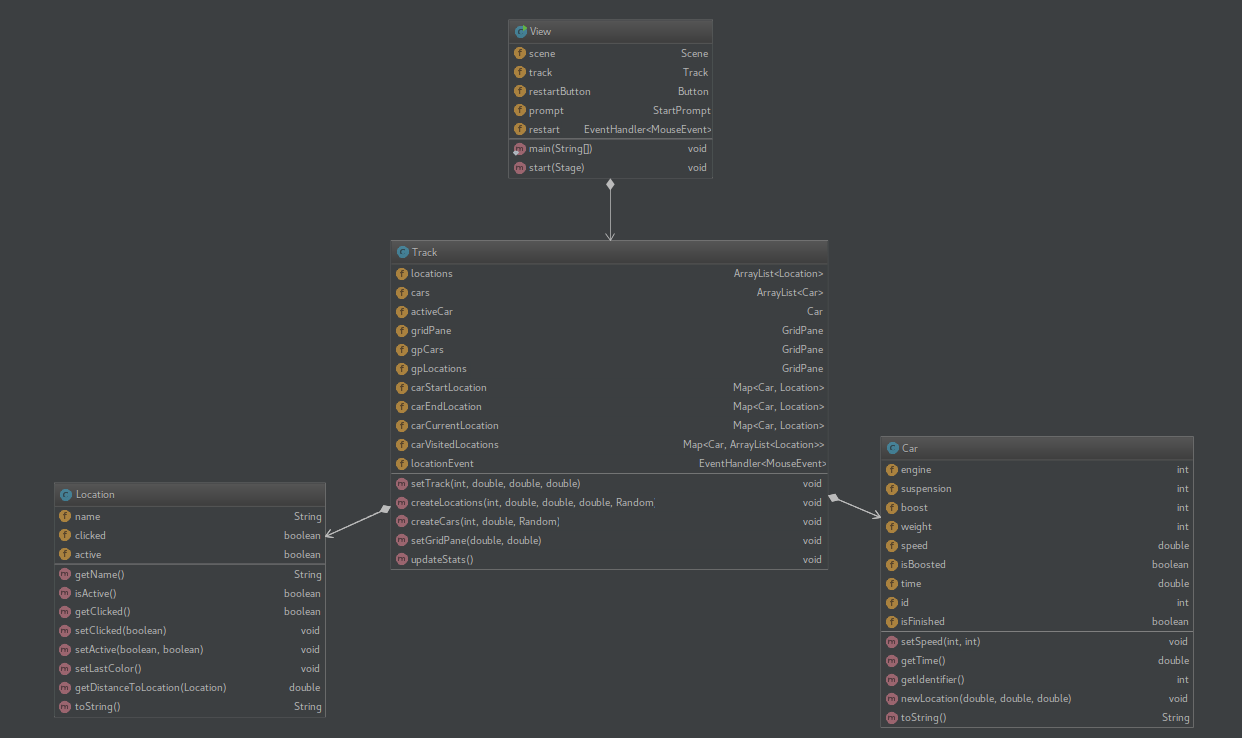 View
scene Scene
track Track
restartButton Button
prompt StartPrompt
restart EventHandler<MouseEvent>
main(String[]) void
start(Stage) void
Track
locations ArrayList<Location>
cars ArrayList<Car>
activeCar Car
gridPane GridPane
gpCars GridPane
gpLocations GridPane
carStartLocation Map<Car, Location>
carEndLocation Map<Car, Location>
carCurrentLocation Map<Car, Location>
carVisitedLocations Map<Car, ArrayList<Location>>
locationEvent EventHandler<MouseEvent>
setTrack(int, double, double, double) void
createLocations(int, double, double, double, Random) void
createCars(int, double, Random) void
setGridPane(double, double) void
updateStats() void
Location
name String
clicked boolean
active boolean
getName() String
isActive() boolean
getClicked() boolean
setClicked(boolean) void
setActive(boolean, boolean) void
setLastColor() void
getDistanceToLocation(Location) double
toString() String
Car
engine int
suspension int
boost int
weight int
speed double
isBoosted boolean
time double
id int
isFinished boolean
setSpeed(int, int) void
getTime() double
getIdentifier() int
newLocation(double, double, double) void
toString() String